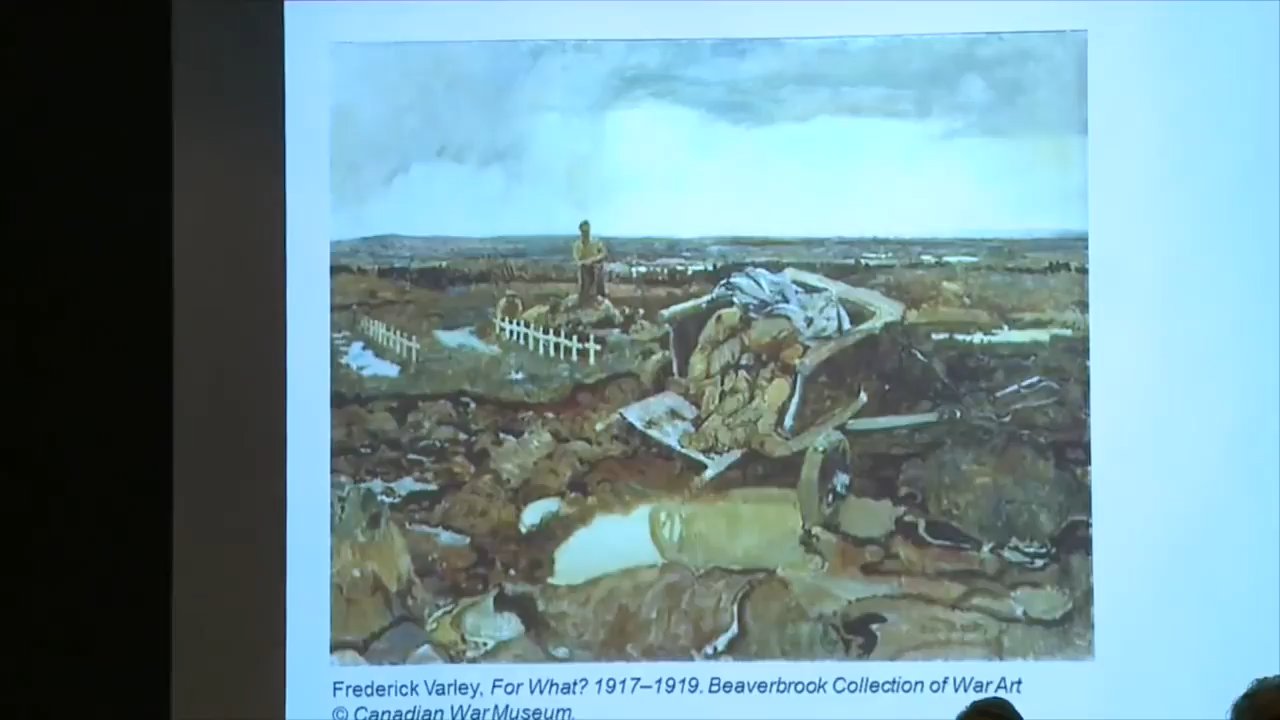 Frederick Varley, For What? 1917–1919. Beaverbrook Collection of War Art
© Canadian War Museum.